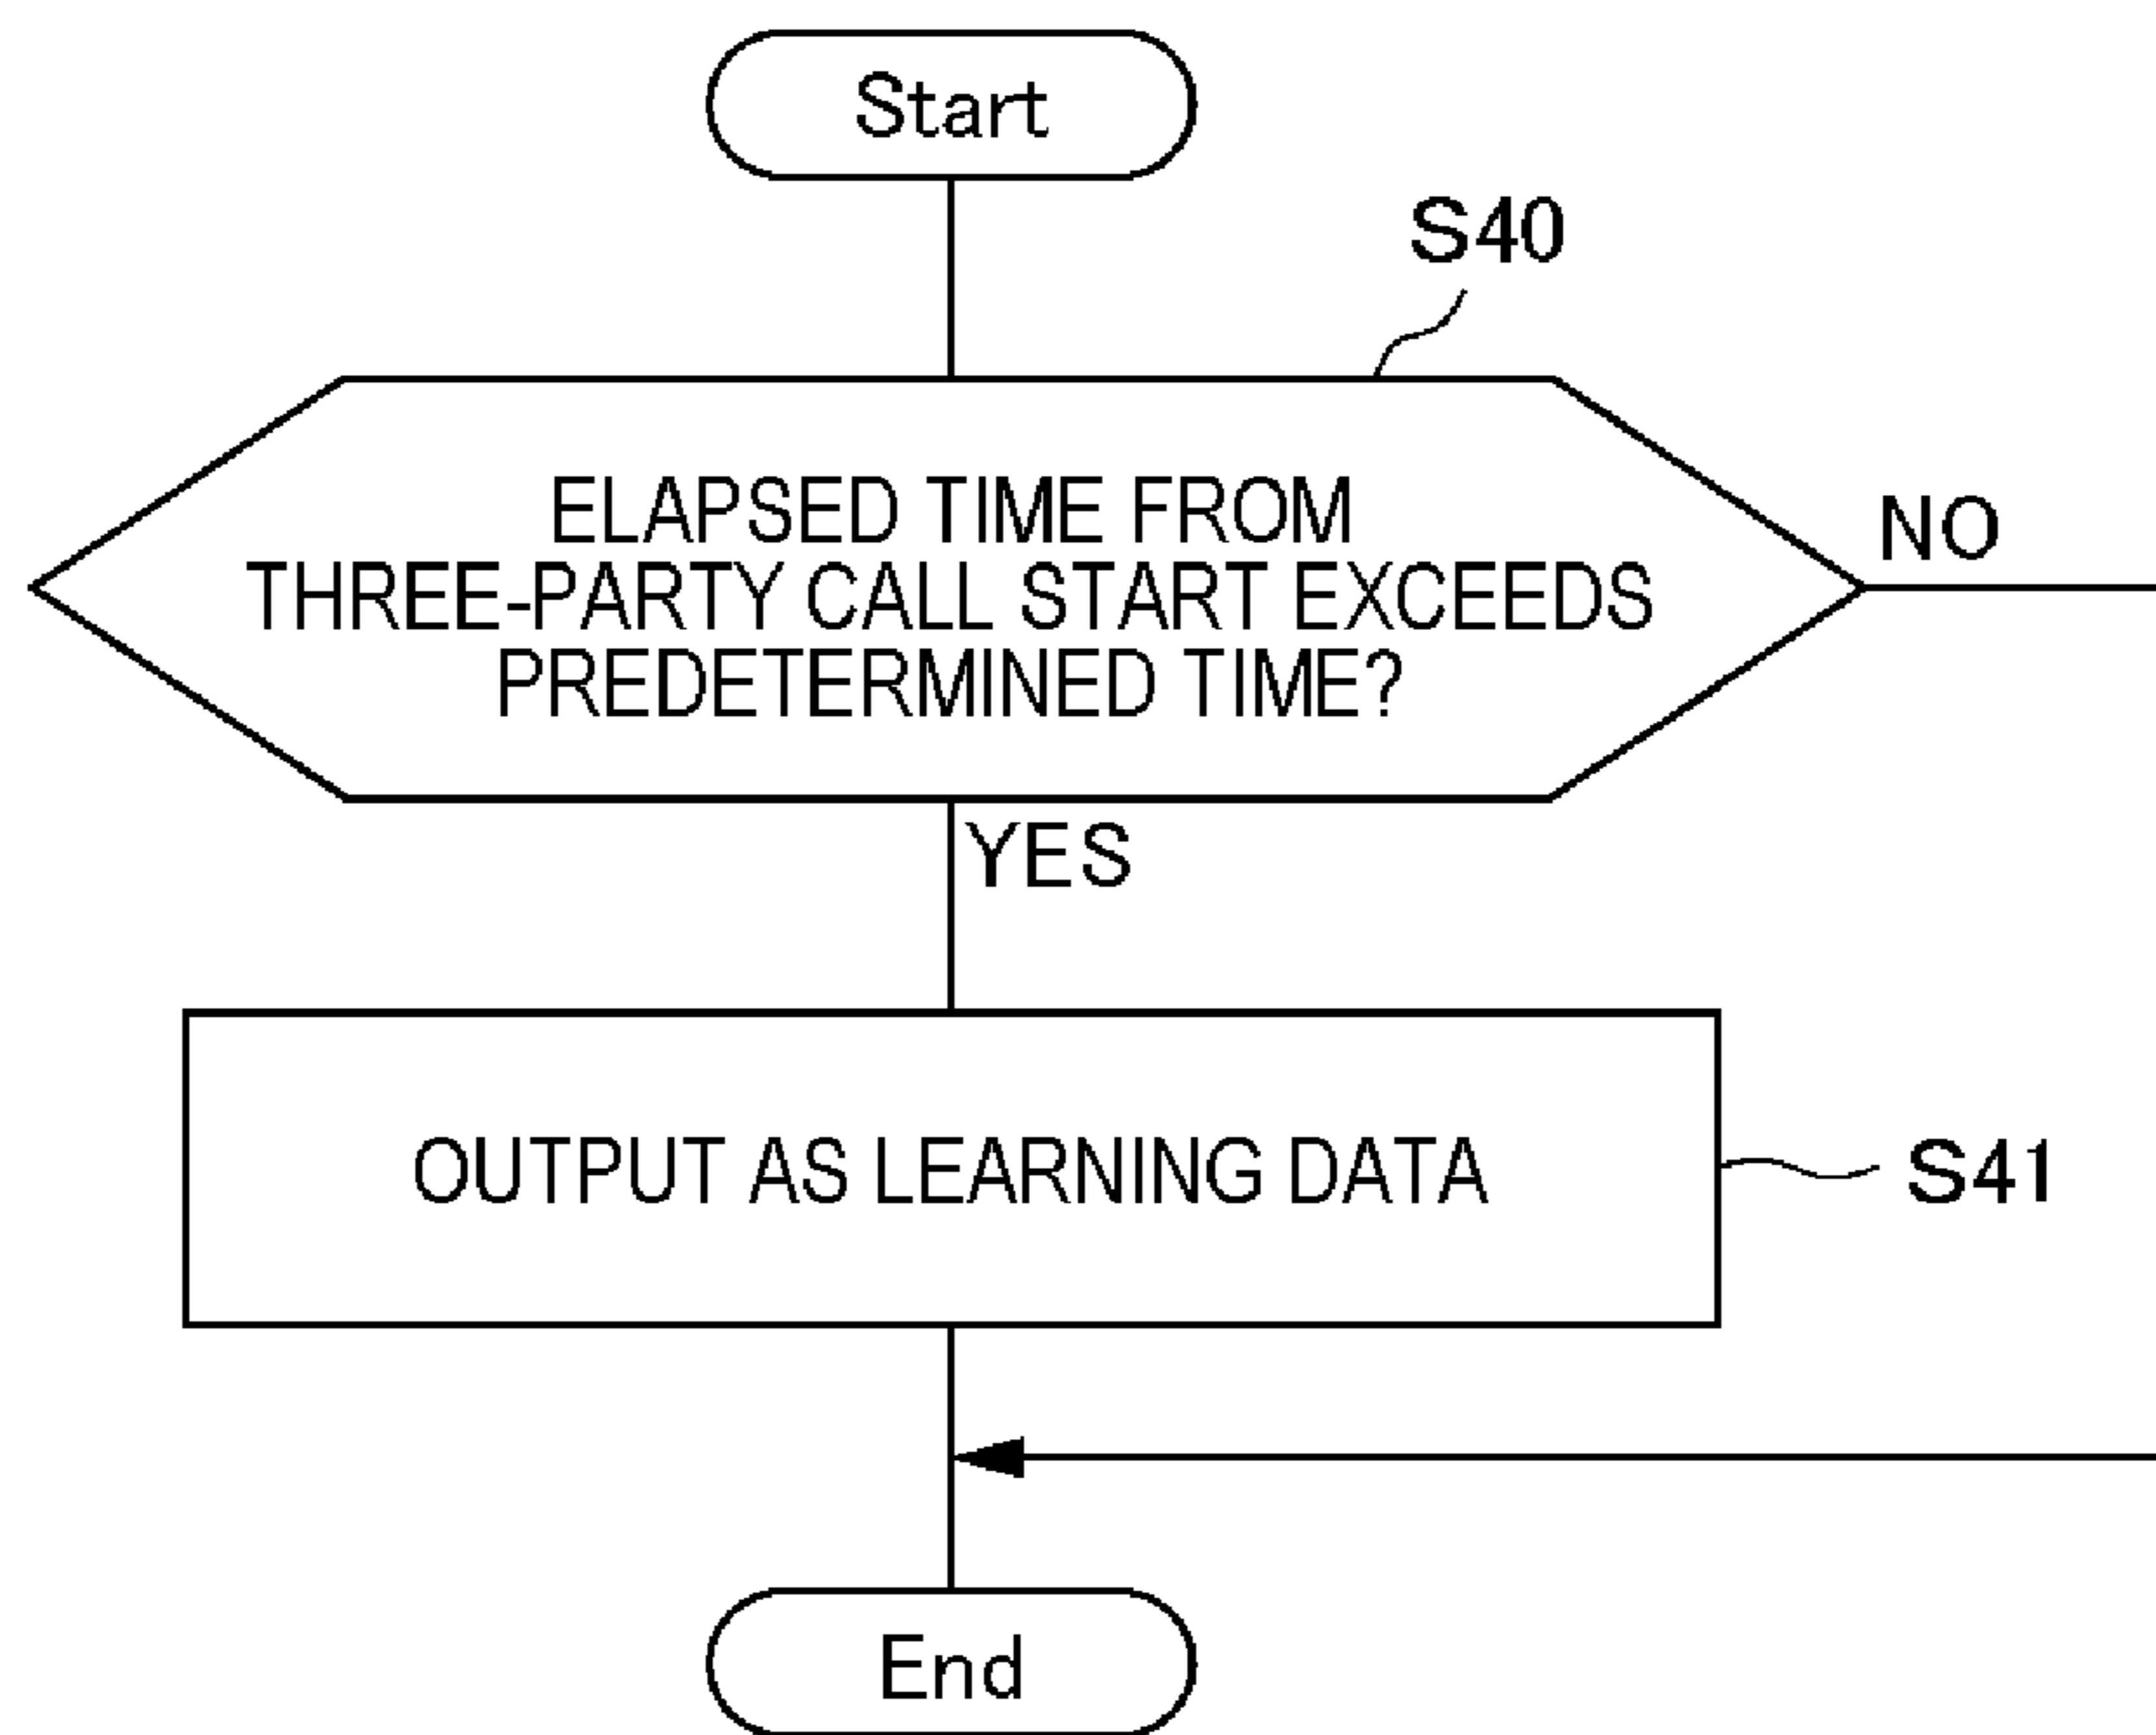 Start
S40
ELAPSED TIME FROM
THREE-PARTY CALL START EXCEEDS
PREDETERMINED TIME?
NO
YES
OUTPUT AS LEARNING DATA
S41
End